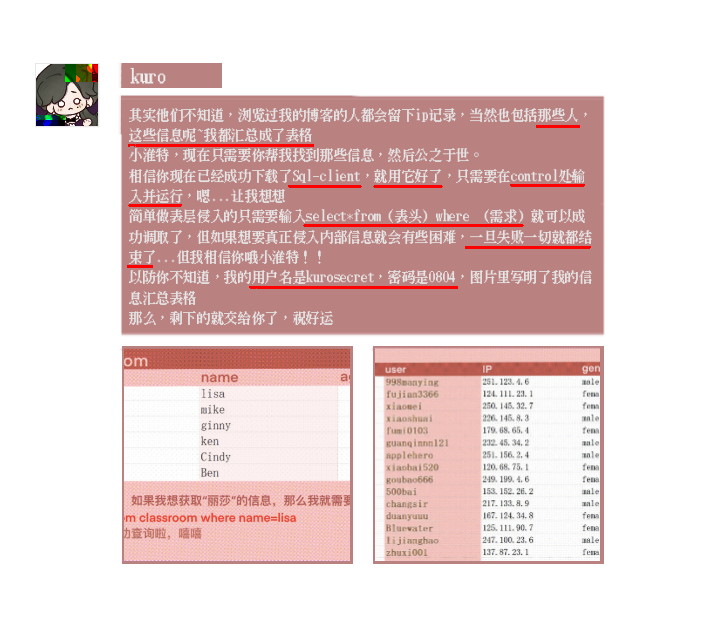 kuro
其实他们不知道，浏览过我的博客的人都会留下ip记录，当然也包括那些人，
这些信息呢~我都汇总成了表格
小淮特，现在只需要你帮我找到那些信息，然后公之于世。
相信你现在已经成功下载了Sql-client，就用它好了，只需要在control处输
入并运行，嗯...让我想想
简单做表层侵入的只需要输入select*from（表头）where （需求）就可以成
功调取了，但如果想要真正侵入内部信息就会有些困难，一旦失败一切就都结
束了...但我相信你哦小淮特！！
以防你不知道，我的用户名是kurosecret，密码是0804，图片里写明了我的信
息汇总表格
那么，剩下的就交给你了，祝好运
om
name a
lisa
mike
ginny
ken
Cindy
Ben
如果我想获取“丽莎”的信息，那么我就需要
em classroom where name=lisa
功查询啦，嘻嘻
user IP gen
998manying 251.123.4.6 male
fujian3366 124.111.23.1 fema
xiaomei 250.145.32.7 fema
xiaoshuai 226.145.8.3 male
fumi0103 179.68.65.4 fema
guanqinnn121 232.45.34.2 male
applehero 251.156.2.4 male
xiaobai520 120.68.75.1 fema
goubao666 249.199.4.6 fema
500bai 153.152.26.2 male
changsir 217.133.8.9 male
duanyuuu 167.124.34.8 fema
Bluewater 125.111.90.7 fema
lijianghao 247.100.23.6 male
zhuxi001 137.87.23.1 fema